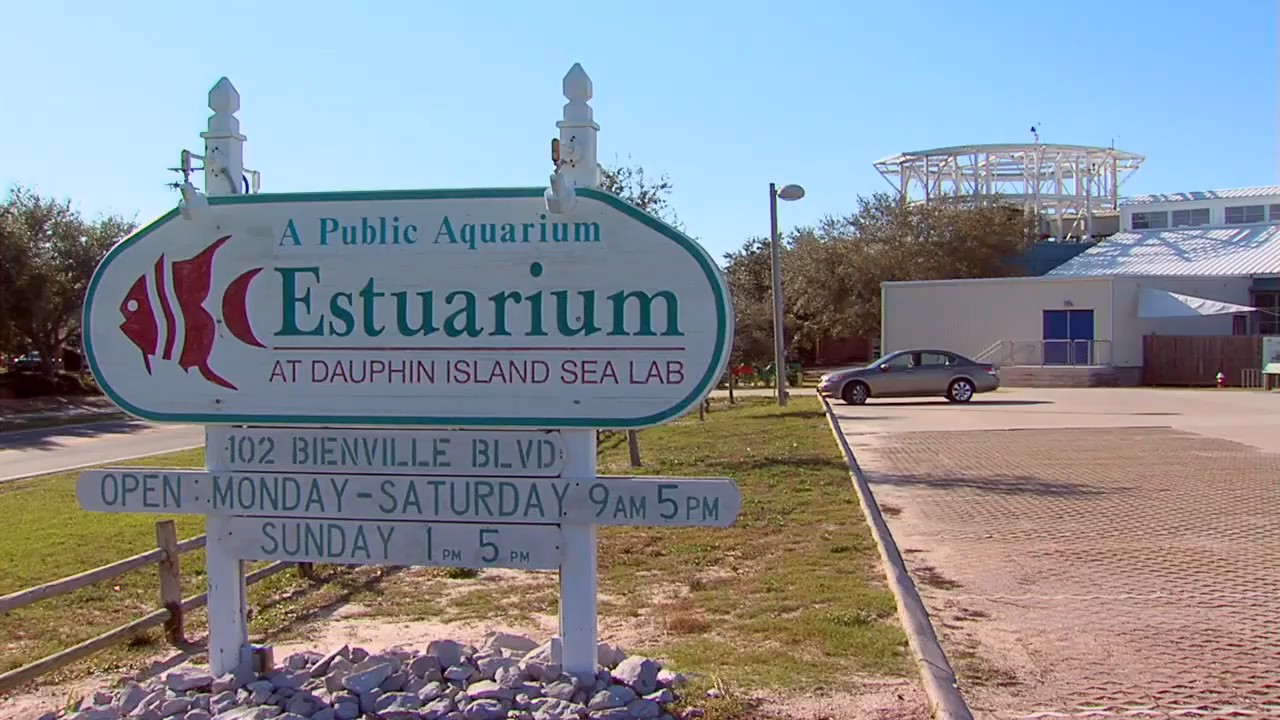 A Public Aquarium
Estuarium
AT DAUPHIN ISLAND SEA LAB
102 BIENVILLE BLVD
OPEN: MONDAY-SATURDAY 9AM 5PM
SUNDAY 1PM 5PM